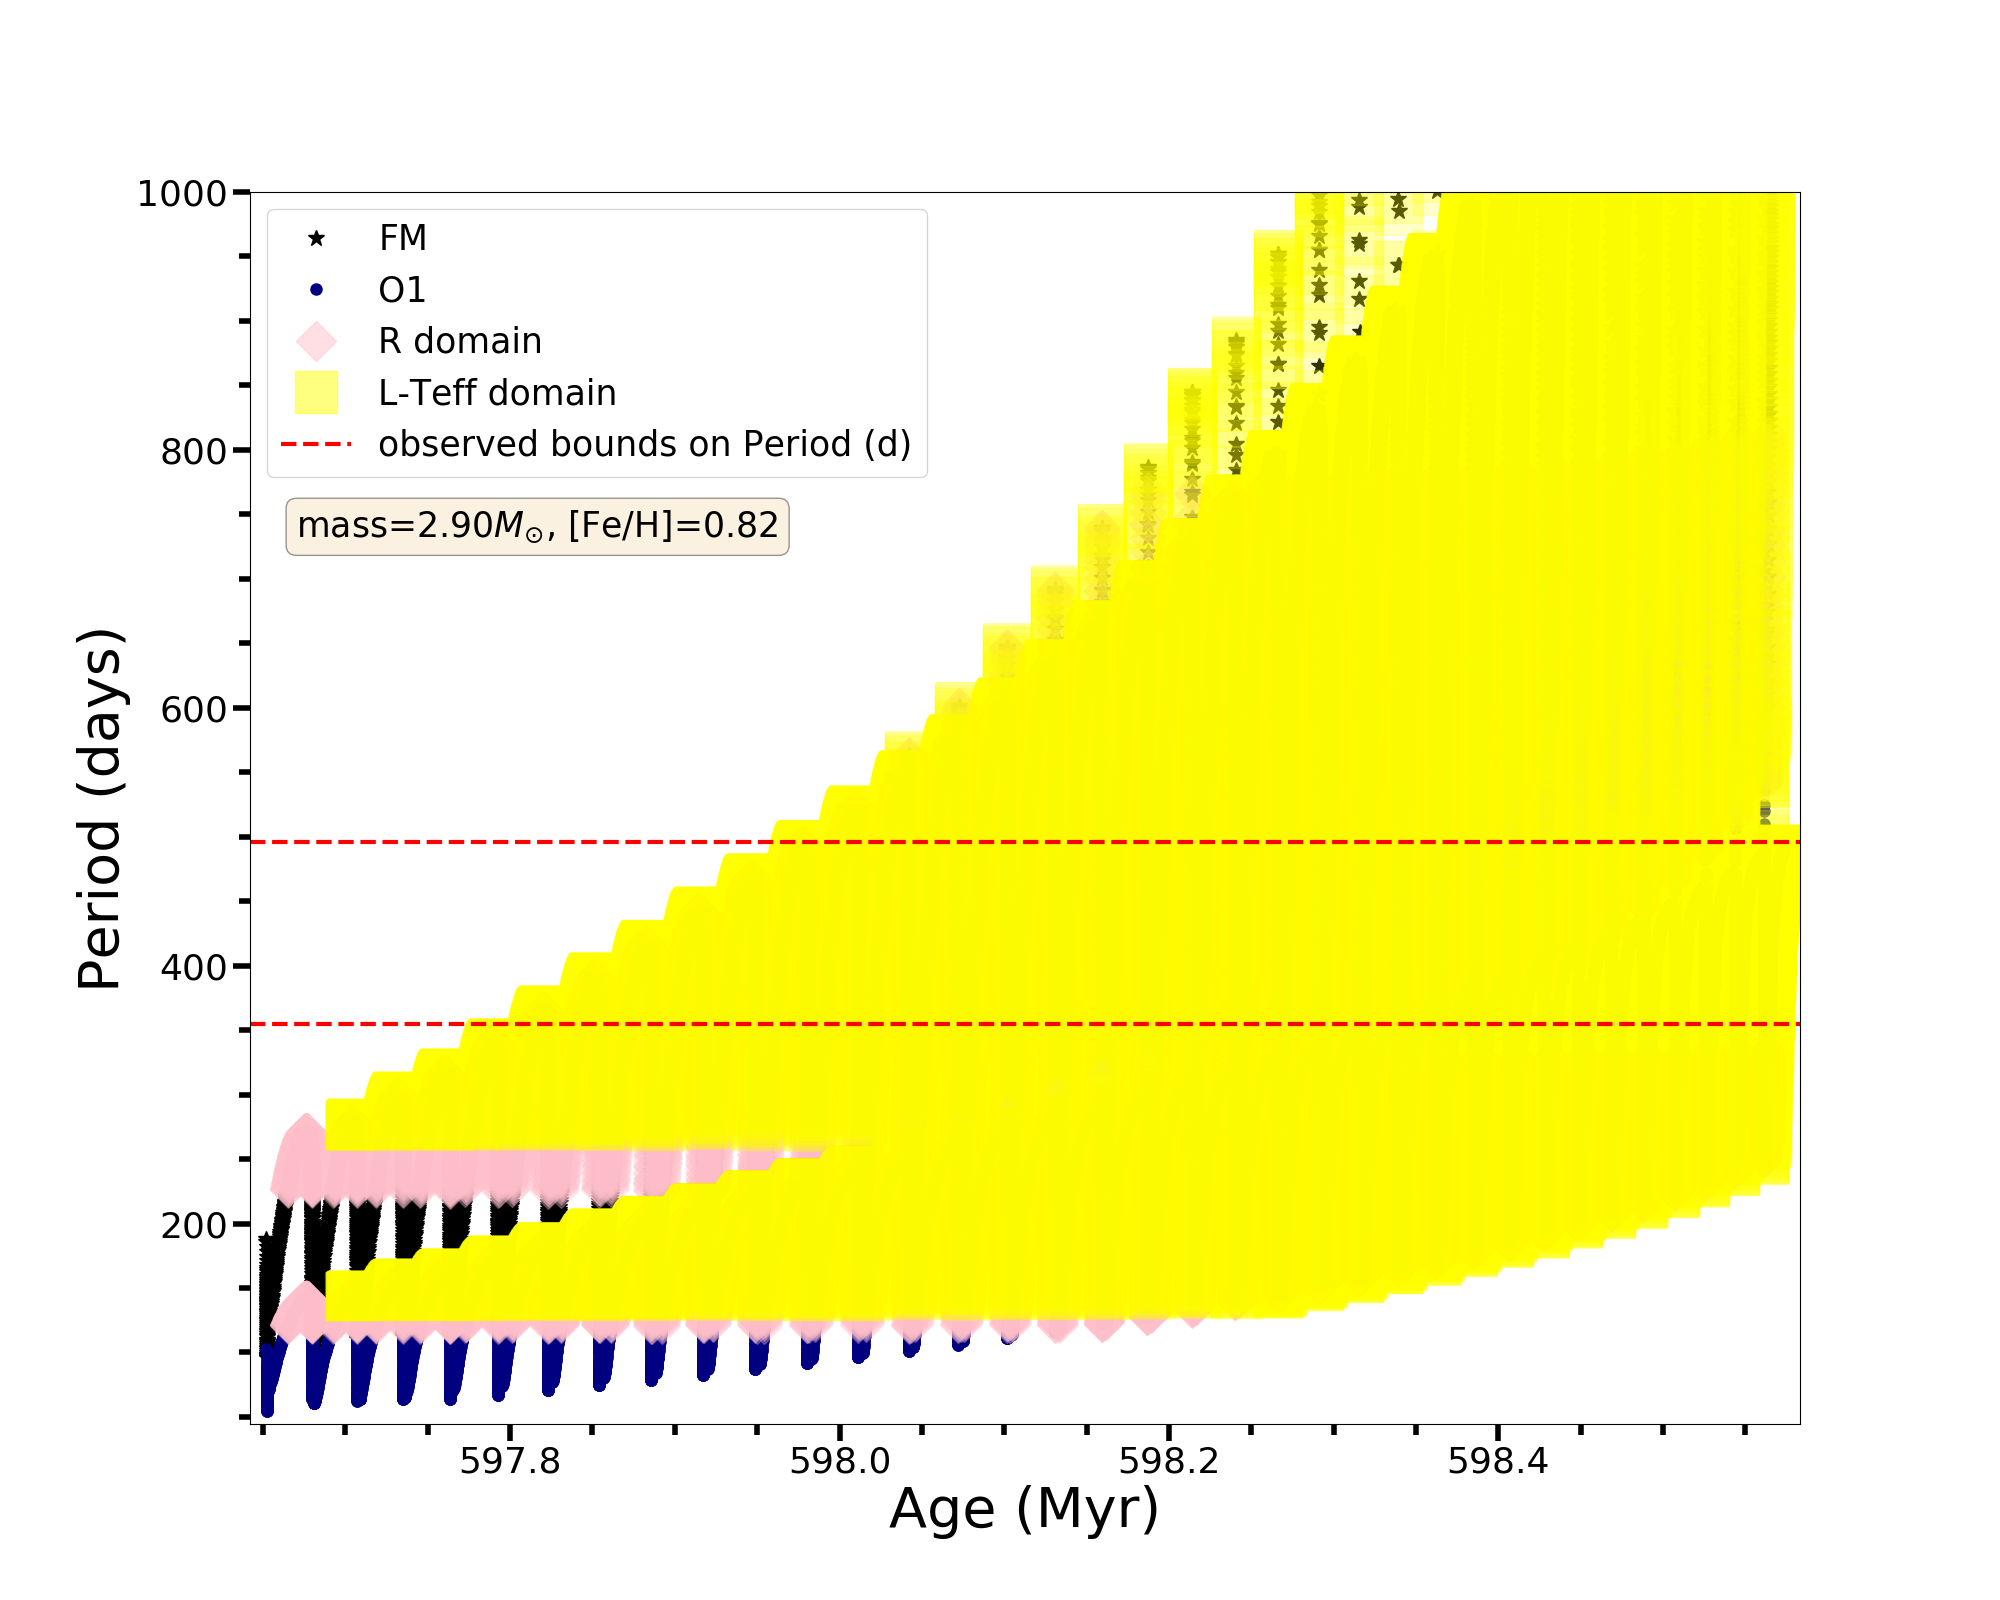 1000
800
600
400
200
Period (days)
FM
O1
R domain
L-Teff domain
observed bounds on Period (d)
mass=2.90M⊙, [Fe/H]=0.82
597.8 598.0 598.2 598.4
Age (Myr)